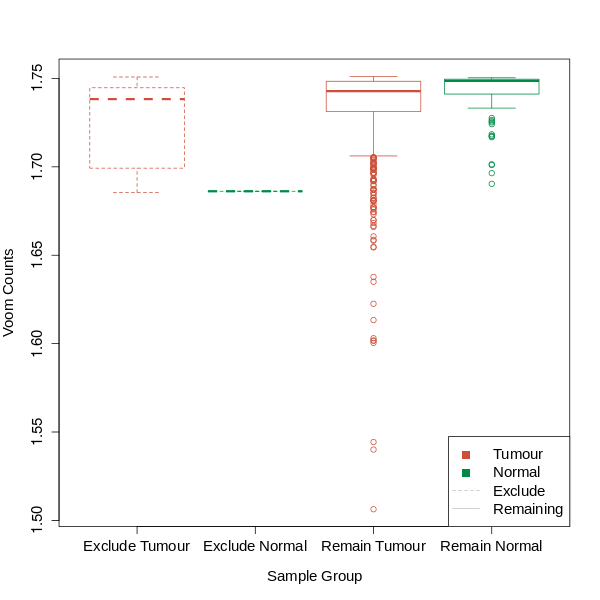 Voom Counts
1.75
1.70
1.65
1.60
1.55
1.50
Tumour
Normal
Exclude
Remaining
Exclude Tumour Exclude Normal Remain Tumour Remain Normal
Sample Group